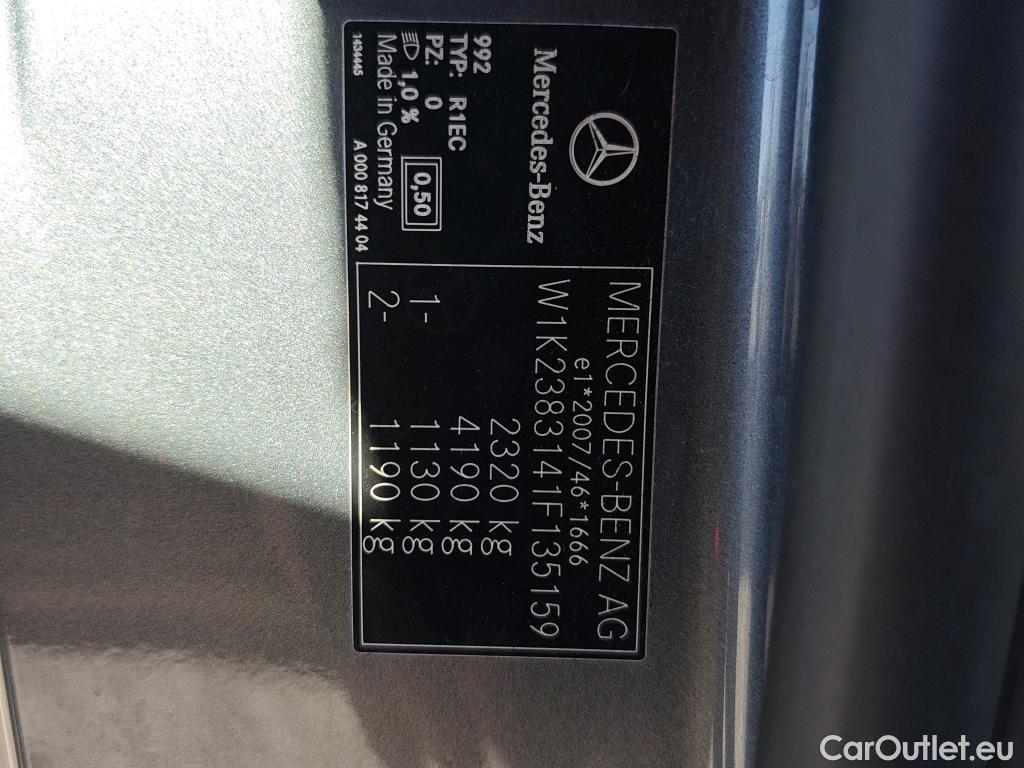 Mercedes-Benz
992
TYP: R1EC
PZ: 0
1,0 % 0,50
Made in Germany
1434445 A 000 817 44 04
MERCEDES-BENZ AG
e1*2007/46*1666
W1K2383141F135159
2320 kg
4190 kg
1- 1130 kg
2- 1190 kg
CarOutlet.eu